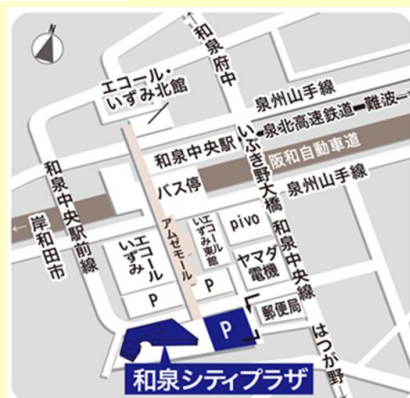 ←和泉府中
エコール・
いずみ北館
泉州山手線
和泉中央駅
泉北高速鉄道―難波→
いぶき野大橋
阪和自動車道
バス停
泉州山手線
和泉中央駅前線
←岸和田市
アムゼモール
エコール
いずみ
エコール
いずみ東館
pivo
和泉中央線
ヤマダ
電機
P
P
P
郵便局
はつが野→
和泉シティプラザ